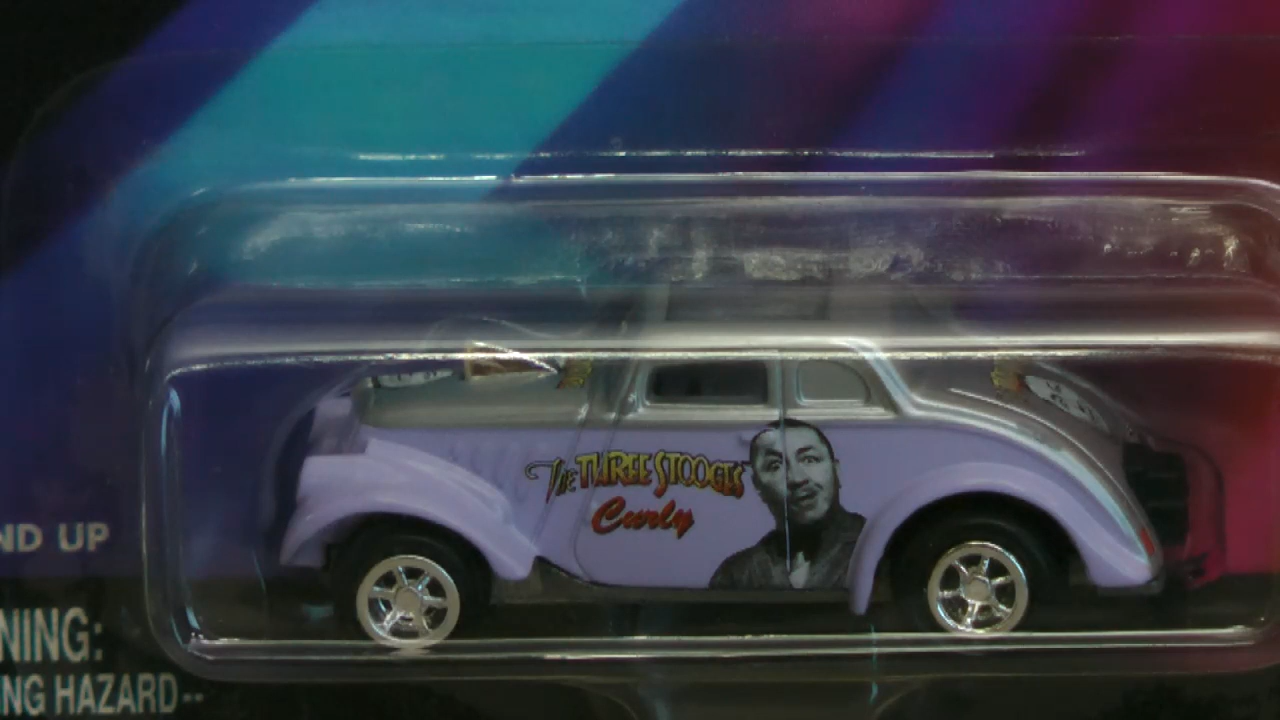 The THREE STOOGES
Curly
ND UP
NING:
NG HAZARD--